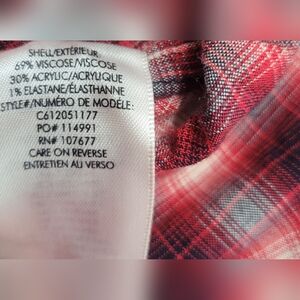 SHELL/EXTÉRIEUR
69% VISCOSE/VISCOSE
30% ACRYLIC/ACRYLIQUE
1% ELASTANE/ÉLASTHANNE
STYLE#/NUMÉRO DE MODÈLE:
C612051177
PO# 114991
RN# 107677
CARE ON REVERSE
ENTRETIEN AU VERSO